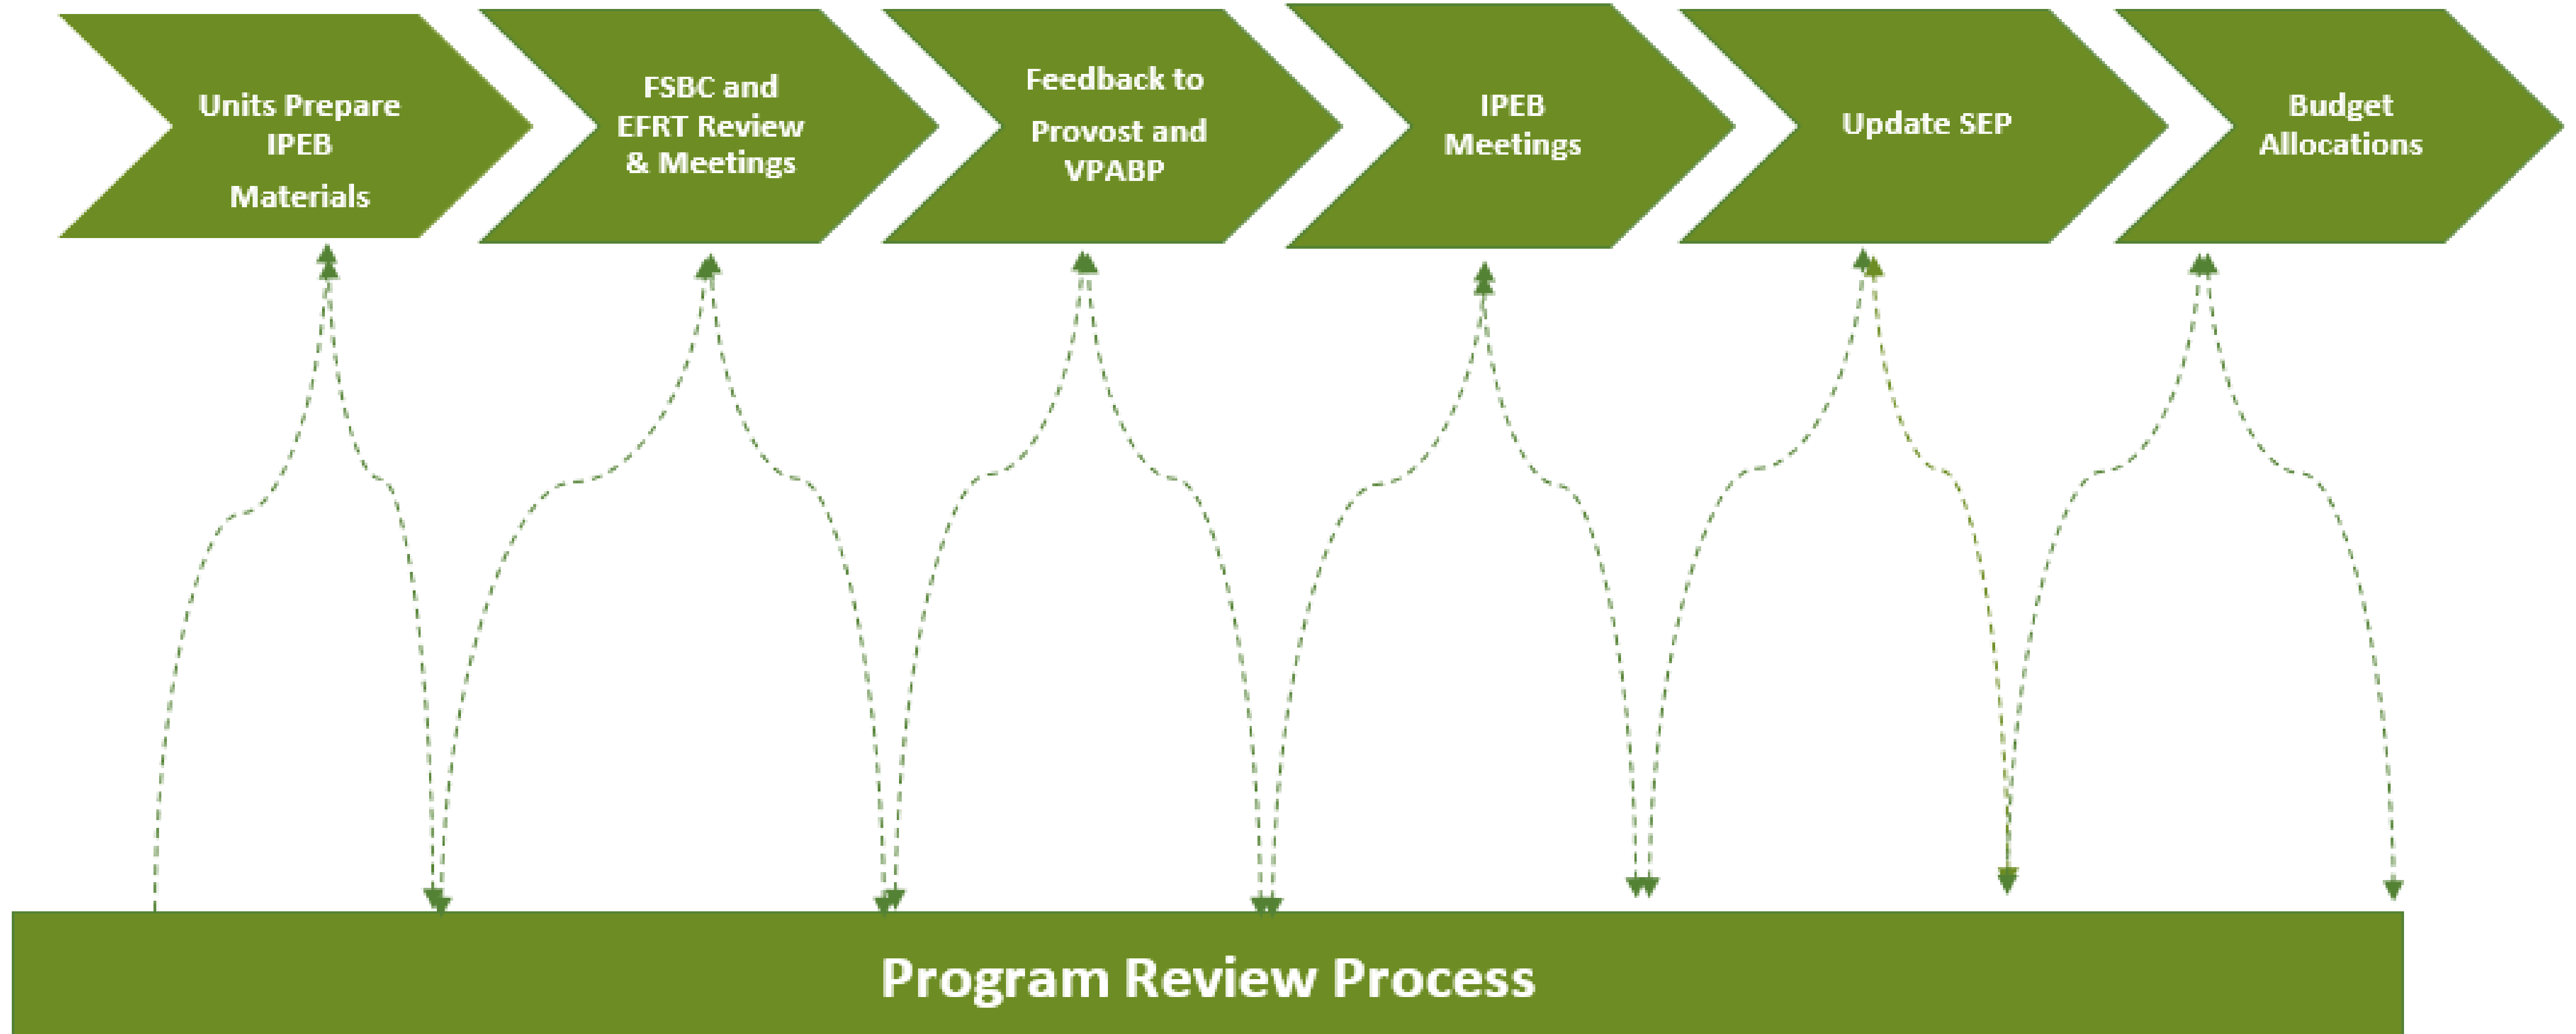 Units Prepare
IPEB
Materials
FSBC and
EFRT Review
& Meetings
Feedback to
Provost and
VPABP
IPEB
Meetings
Update SEP
Budget
Allocations
Program Review Process